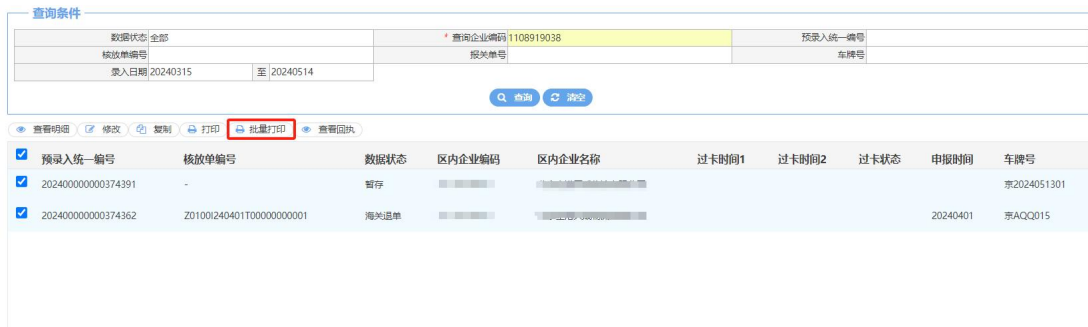 查询条件
数据状态 全部 * 查询企业编码 1108919038 预录入统一编号
核放单编号 报关单号 车牌号
录入日期 20240315 至 20240514
查询 清空
查看明细 修改 复制 打印 批量打印 查看回执
预录入统一编号 核放单编号 数据状态 区内企业编码 区内企业名称 过卡时间1 过卡时间2 过卡状态 申报时间 车牌号
202400000000374391 - 暂存 京2024051301
202400000000374362 Z0100I240401T00000000001 海关退单 20240401 京AQQ015